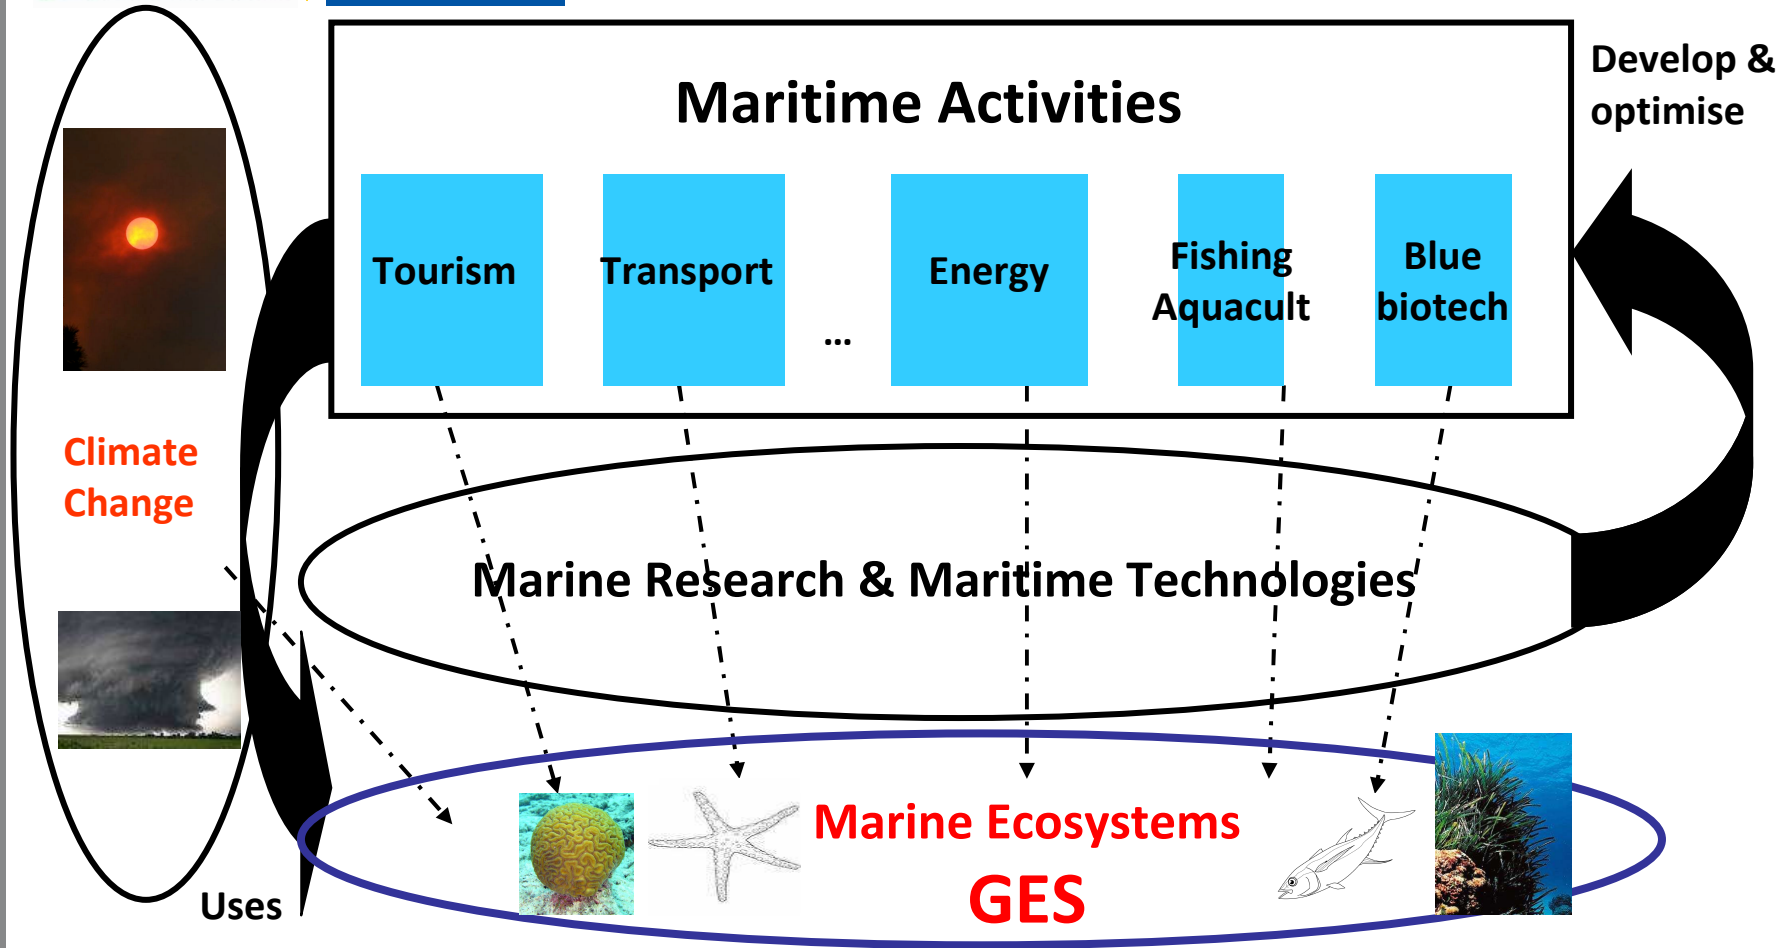 Develop &
optimise
Maritime Activities
Tourism
Transport
...
Energy
Fishing
Aquacult
Blue
biotech
Climate
Change
Marine Research & Maritime Technologies
Marine Ecosystems
GES
Uses